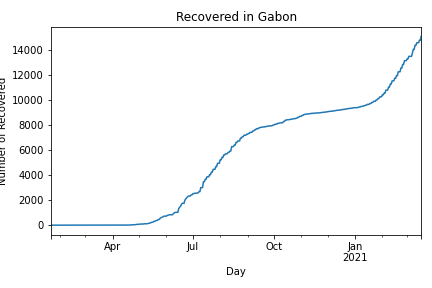 Recovered in Gabon
Number of Recovered
14000
12000
10000
8000
6000
4000
2000
0
Apr
Jul
Oct
Jan
2021
Day